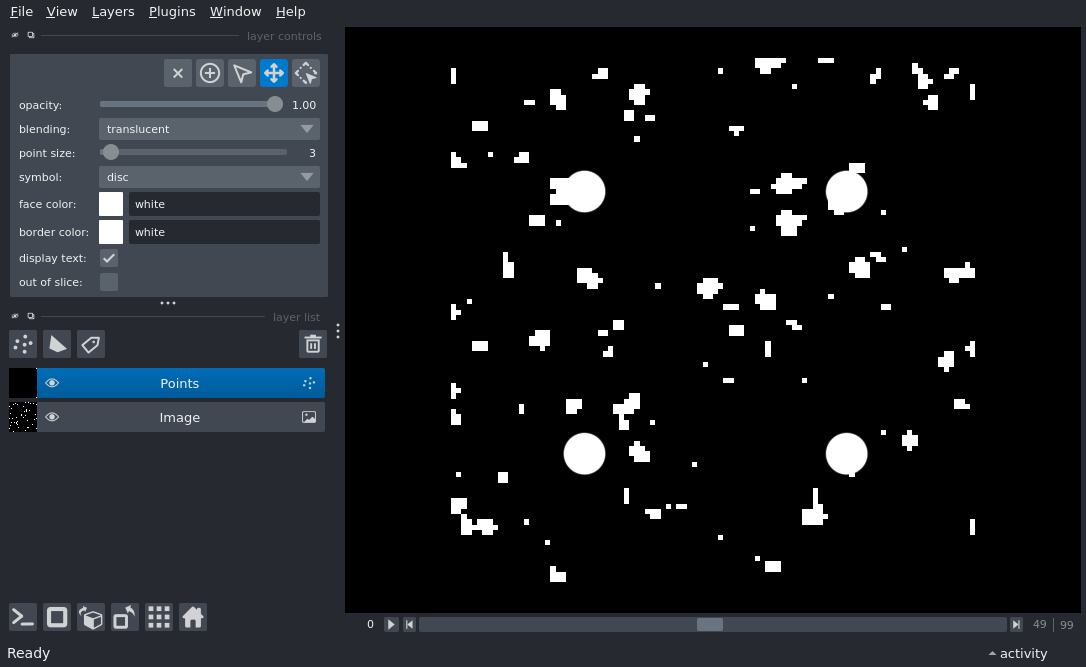 File View Layers Plugins Window Help
layer controls
opacity: 1.00
blending: translucent
point size: 3
symbol: disc
face color: white
border color: white
display text:
out of slice:
layer list
Points
Image
0 49 | 99
Ready activity